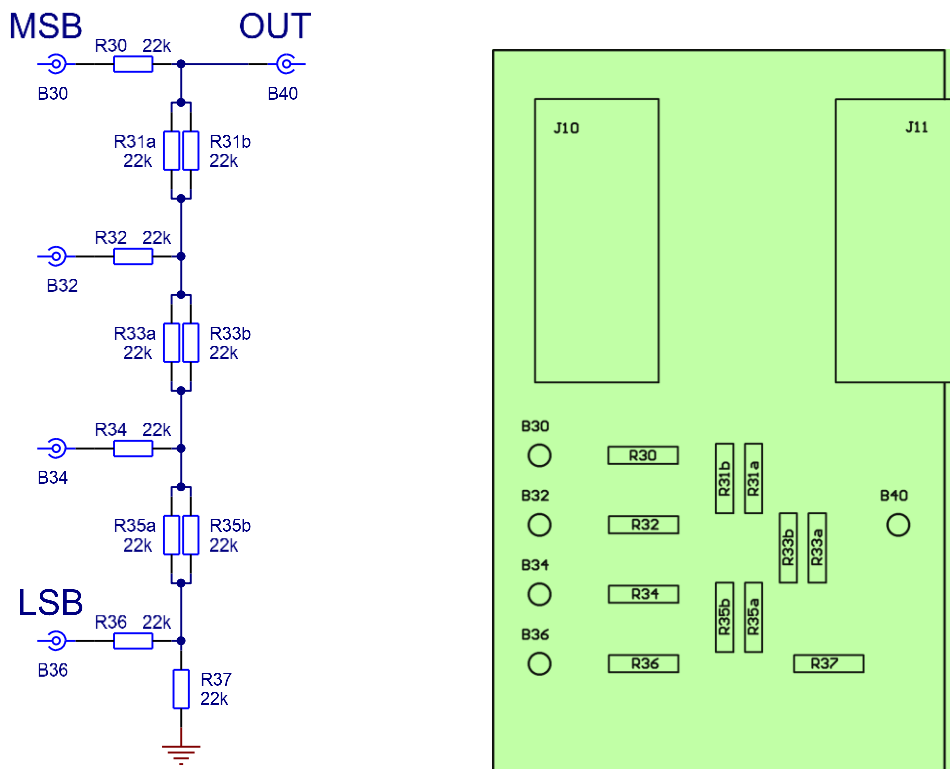 MSB
OUT
R30 22k
B30
B40
R31a
22k
R31b
22k
R32 22k
B32
R33a
22k
R33b
22k
R34 22k
B34
R35a
22k
R35b
22k
LSB
R36 22k
B36
R37
22k
J10
J11
B30
R30
R31b
R31a
B32
R32
B40
R33b
R33a
B34
R34
R35b
R35a
B36
R36
R37